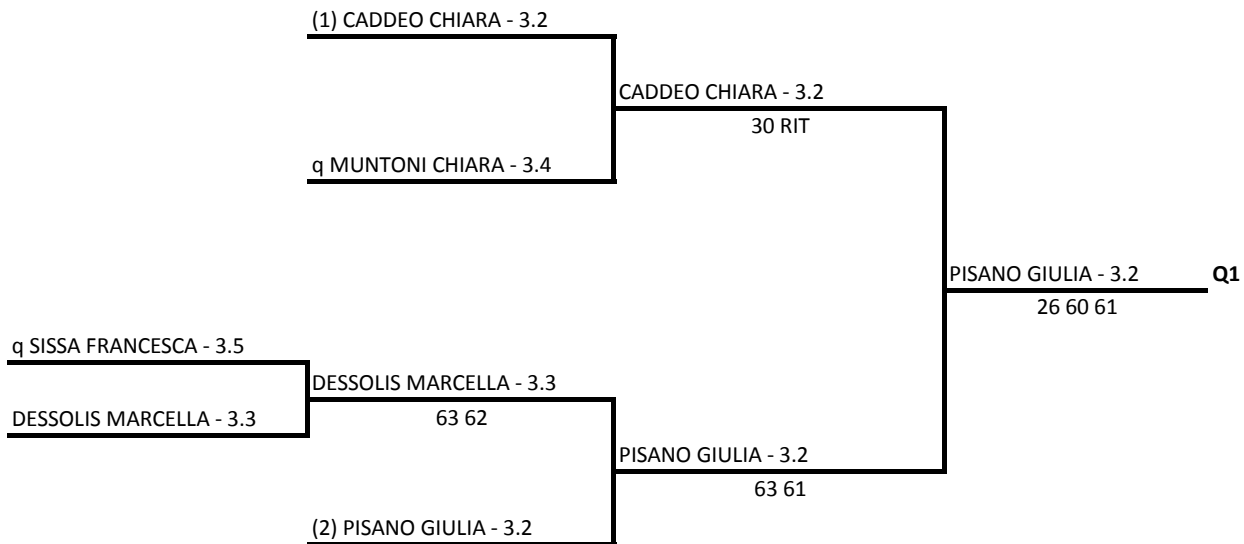 (1) CADDEO CHIARA - 3.2
CADDEO CHIARA - 3.2
30 RIT
q MUNTONI CHIARA - 3.4
PISANO GIULIA - 3.2 Q1
26 60 61
q SISSA FRANCESCA - 3.5
DESSOLIS MARCELLA - 3.3
63 62
DESSOLIS MARCELLA - 3.3
PISANO GIULIA - 3.2
63 61
(2) PISANO GIULIA - 3.2